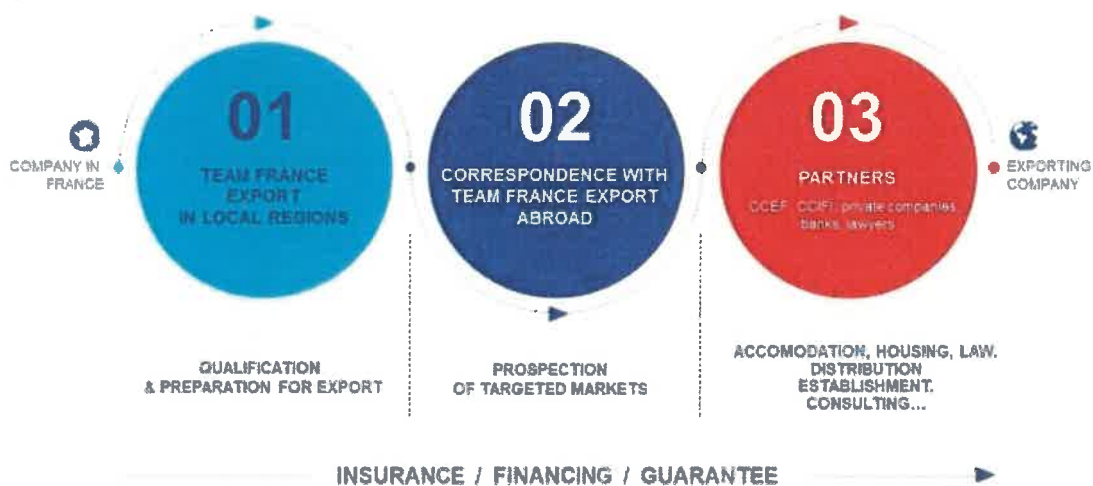 COMPANY IN
FRANCE
01
TEAM FRANCE
EXPORT
IN LOCAL REGIONS
QUALIFICATION
& PREPARATION FOR EXPORT
02
CORRESPONDENCE WITH
TEAM FRANCE EXPORT
ABROAD
PROSPECTION
OF TARGETED MARKETS
03
PARTNERS
CCEF, CCIFI, private companies,
banks, lawyers
EXPORTING
COMPANY
ACCOMODATION, HOUSING, LAW.
DISTRIBUTION
ESTABLISHMENT.
CONSULTING...
INSURANCE / FINANCING / GUARANTEE